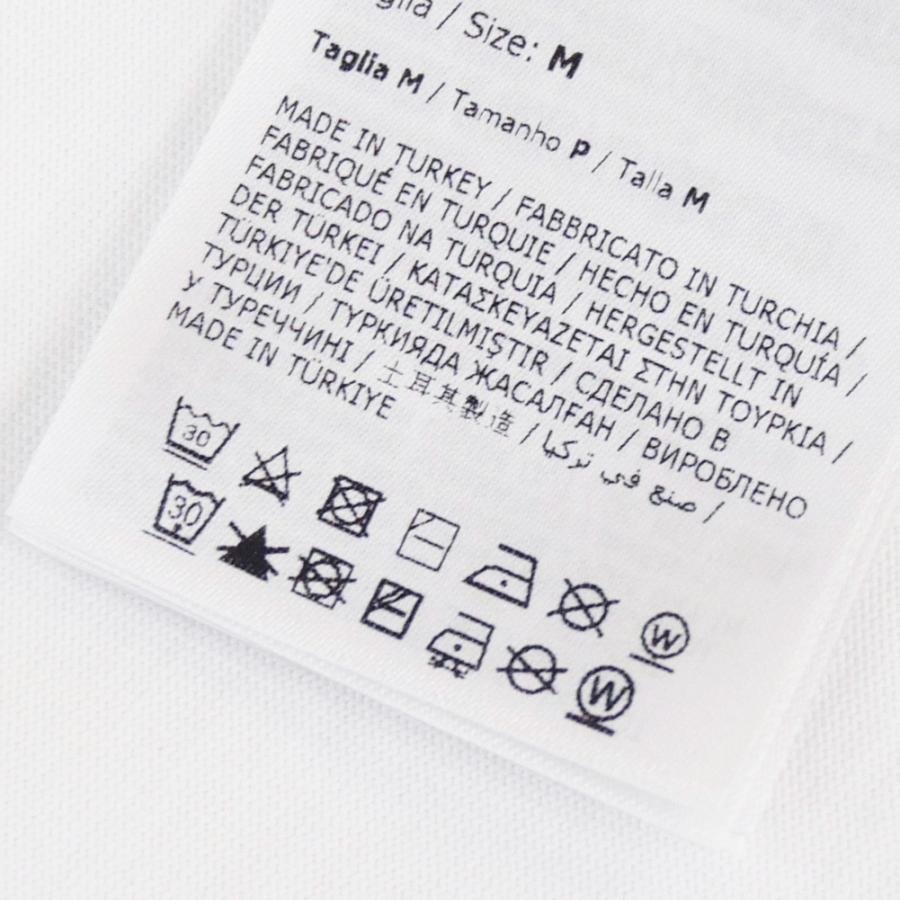 glia / Size: M
Taglia M / Tamanho P / Talla M
MADE IN TURKEY / FABBRICATO IN TURCHIA /
FABRIQUÉ EN TURQUIE / HECHO EN TURQUÍA /
FABRICADO NA TURQUIA / HERGESTELLT IN
DER TÜRKEI / ΚΑΤΑΣΚΕΥΑΖΕΤΑΙ ΣΤΗΝ ΤΟΥΡΚΙΑ /
TÜRKIYE'DE ÜRETILMIŞTIR / СДЕЛАНО В
ТУРЦИИ / ТҮРКИЯДА ЖАСАЛҒАН / ВИРОБЛЕНО
У ТУРЕЧЧИНІ / 土耳其製造 / صنع في تركيا /
MADE IN TÜRKIYE
30
W
30
W